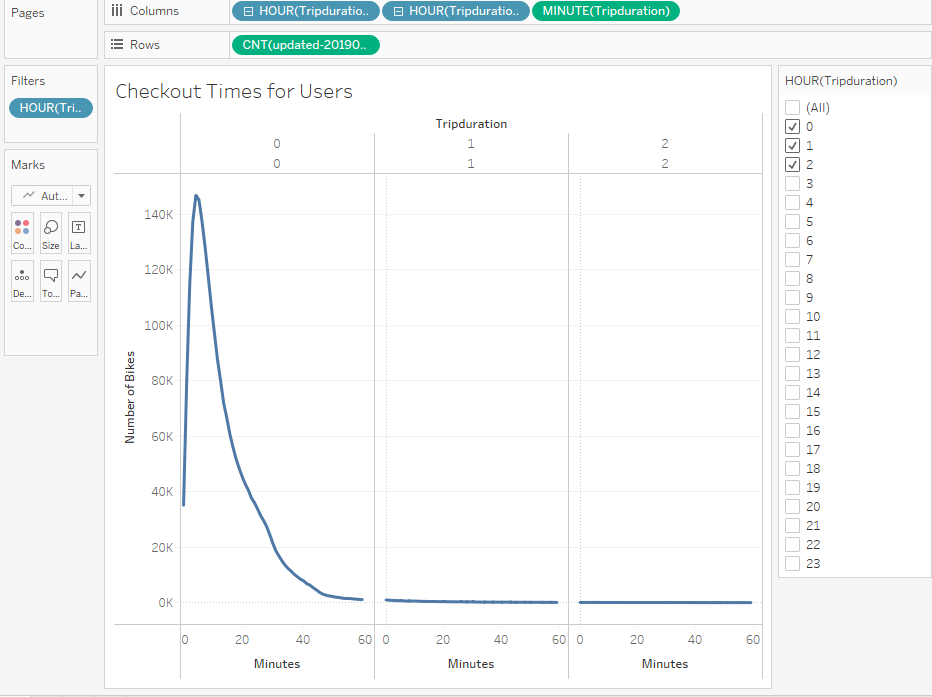 Pages
Columns
HOUR(Tripduratio..
HOUR(Tripduratio..
MINUTE(Tripduration)
Rows
CNT(updated-20190..
Filters
HOUR(Tri..
Marks
Aut...
Co...
Size
La...
De...
To...
Pa...
Checkout Times for Users
Tripduration
0 1 2
0 1 2
Number of Bikes
140K
120K
100K
80K
60K
40K
20K
0K
0 20 40 60 0 20 40 60 0 20 40 60
Minutes Minutes Minutes
HOUR(Tripduration)
(All)
0
1
2
3
4
5
6
7
8
9
10
11
12
13
14
15
16
17
18
19
20
21
22
23